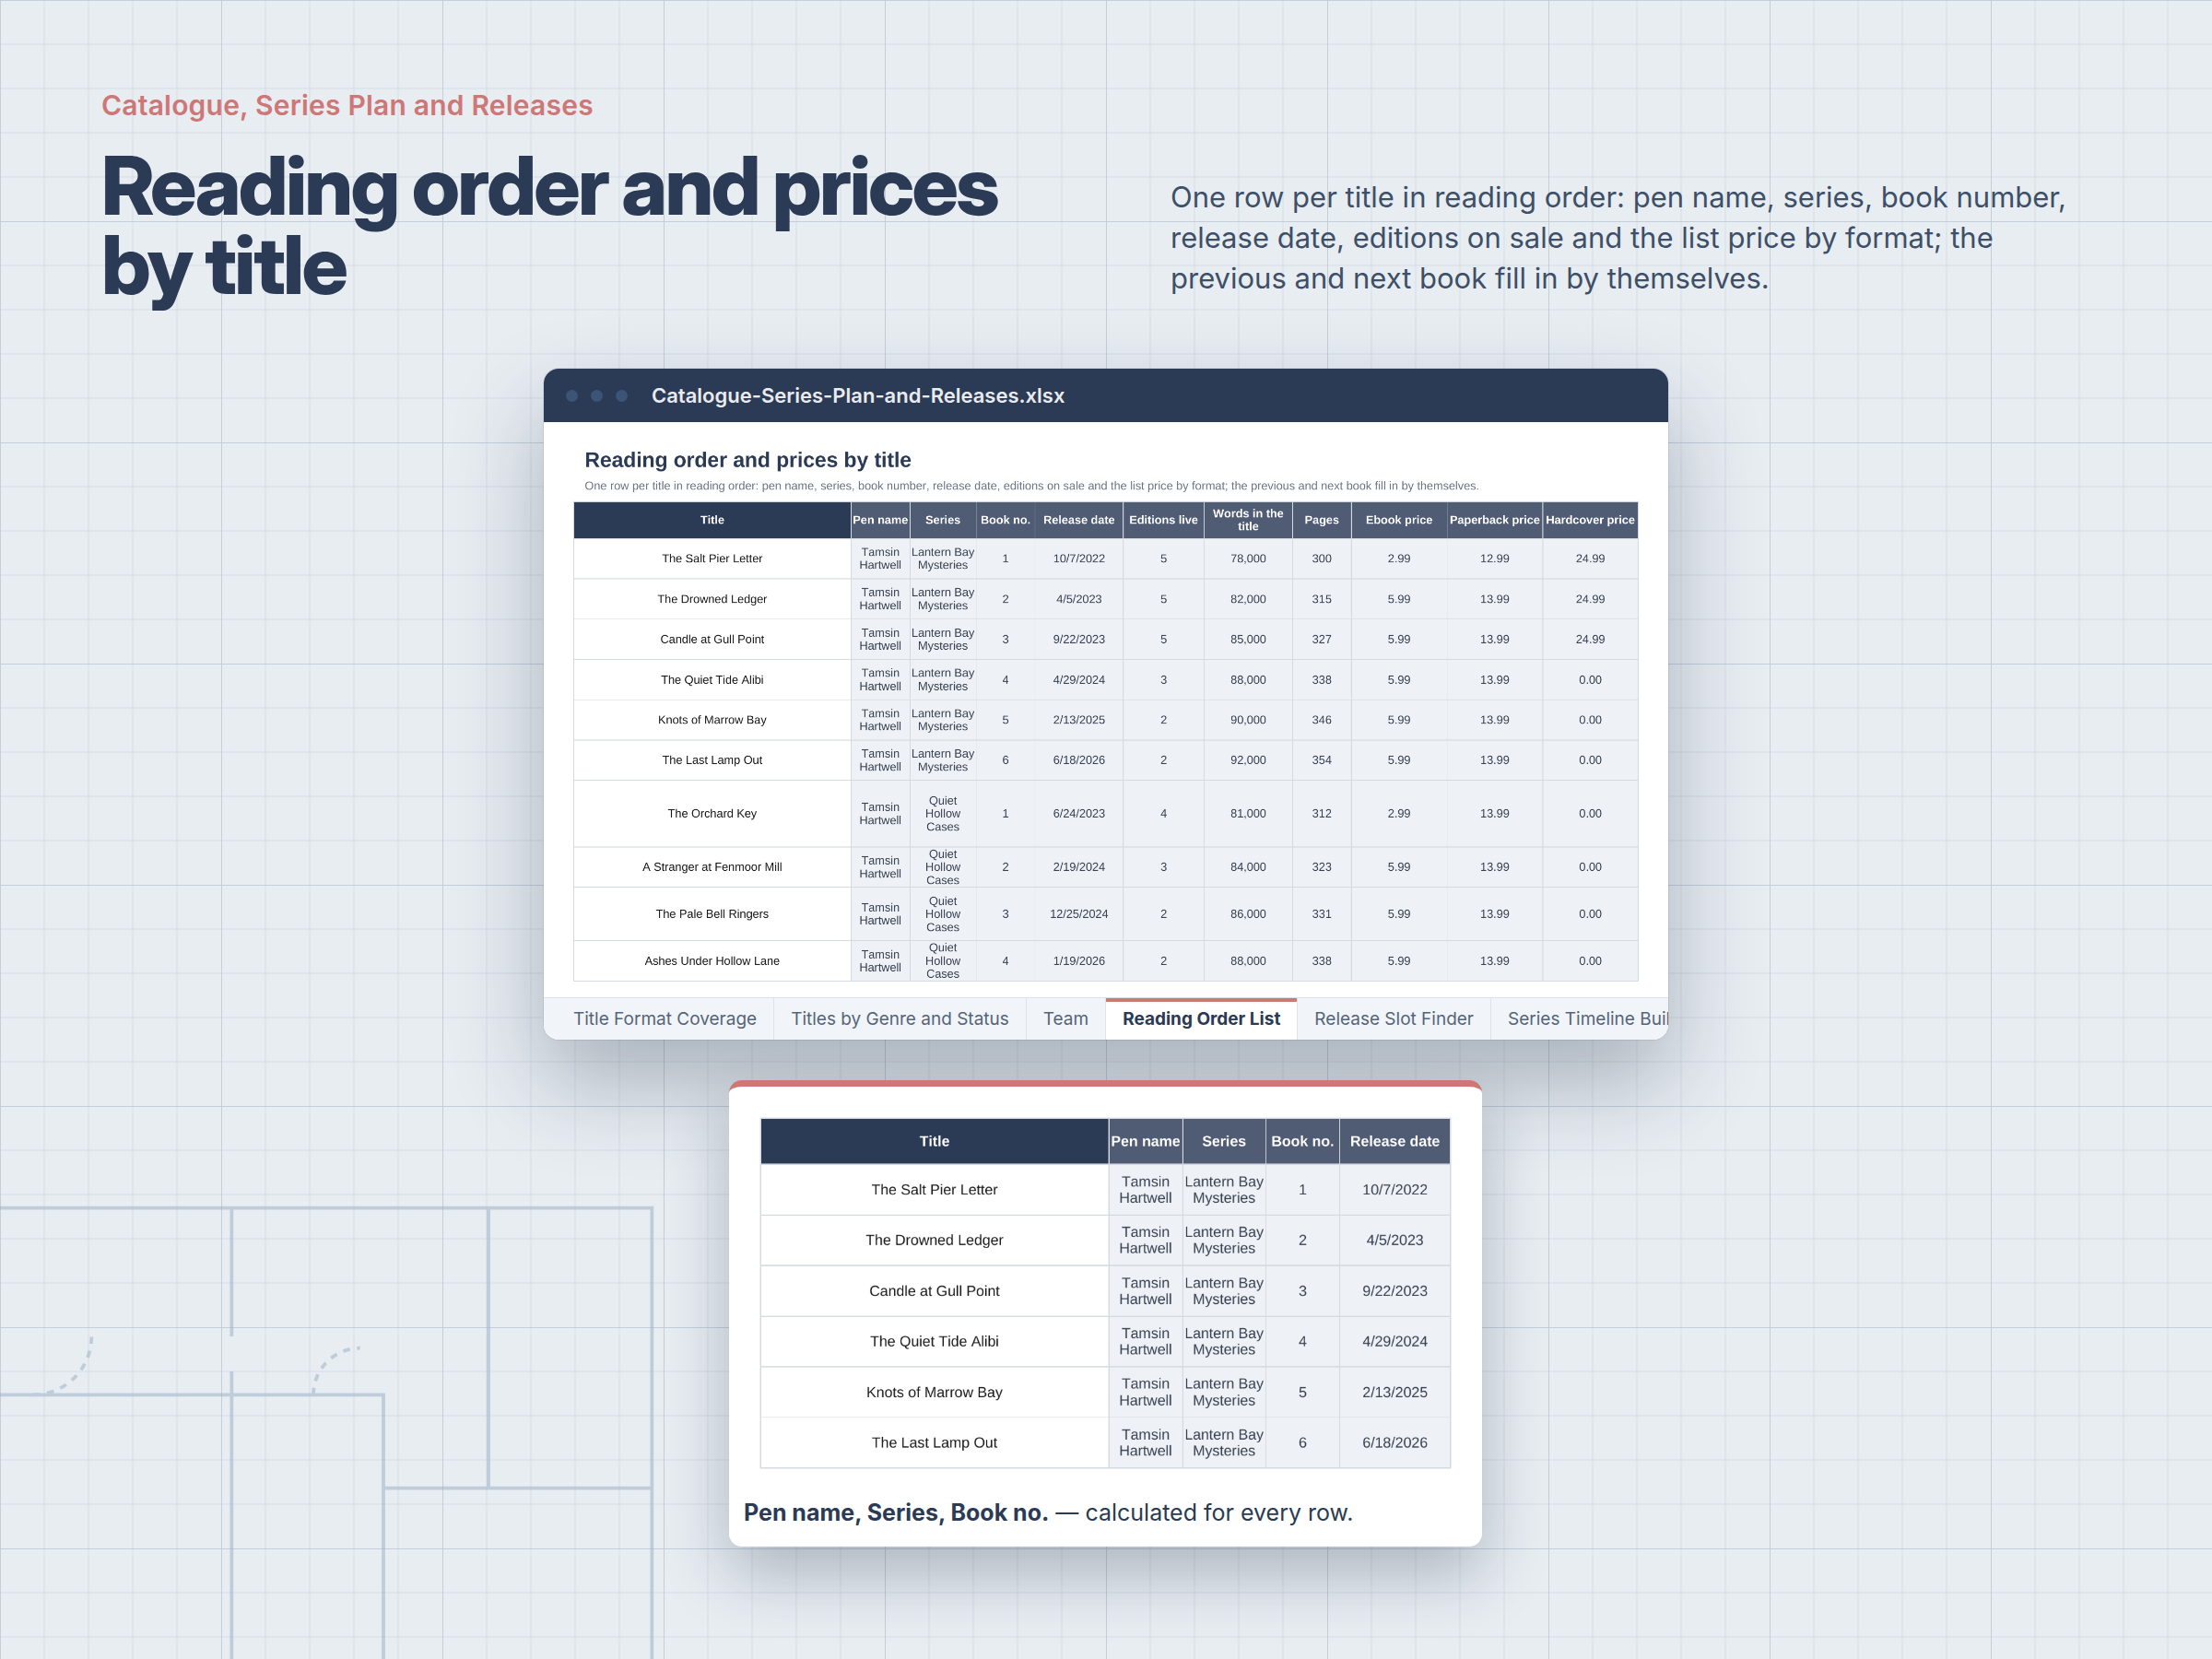 Catalogue, Series Plan and Releases
Reading order and prices
by title
One row per title in reading order: pen name, series, book number,
release date, editions on sale and the list price by format; the
previous and next book fill in by themselves.
Catalogue-Series-Plan-and-Releases.xlsx
Reading order and prices by title
One row per title in reading order: pen name, series, book number, release date, editions on sale and the list price by format; the previous and next book fill in by themselves.
Title Pen name Series Book no. Release date Editions live Words in the title Pages Ebook price Paperback price Hardcover price
The Salt Pier Letter Tamsin Hartwell Lantern Bay Mysteries 1 10/7/2022 5 78,000 300 2.99 12.99 24.99
The Drowned Ledger Tamsin Hartwell Lantern Bay Mysteries 2 4/5/2023 5 82,000 315 5.99 13.99 24.99
Candle at Gull Point Tamsin Hartwell Lantern Bay Mysteries 3 9/22/2023 5 85,000 327 5.99 13.99 24.99
The Quiet Tide Alibi Tamsin Hartwell Lantern Bay Mysteries 4 4/29/2024 3 88,000 338 5.99 13.99 0.00
Knots of Marrow Bay Tamsin Hartwell Lantern Bay Mysteries 5 2/13/2025 2 90,000 346 5.99 13.99 0.00
The Last Lamp Out Tamsin Hartwell Lantern Bay Mysteries 6 6/18/2026 2 92,000 354 5.99 13.99 0.00
The Orchard Key Tamsin Hartwell Quiet Hollow Cases 1 6/24/2023 4 81,000 312 2.99 13.99 0.00
A Stranger at Fenmoor Mill Tamsin Hartwell Quiet Hollow Cases 2 2/19/2024 3 84,000 323 5.99 13.99 0.00
The Pale Bell Ringers Tamsin Hartwell Quiet Hollow Cases 3 12/25/2024 2 86,000 331 5.99 13.99 0.00
Ashes Under Hollow Lane Tamsin Hartwell Quiet Hollow Cases 4 1/19/2026 2 88,000 338 5.99 13.99 0.00
Title Format Coverage Titles by Genre and Status Team Reading Order List Release Slot Finder Series Timeline Buil
Title Pen name Series Book no. Release date
The Salt Pier Letter Tamsin Hartwell Lantern Bay Mysteries 1 10/7/2022
The Drowned Ledger Tamsin Hartwell Lantern Bay Mysteries 2 4/5/2023
Candle at Gull Point Tamsin Hartwell Lantern Bay Mysteries 3 9/22/2023
The Quiet Tide Alibi Tamsin Hartwell Lantern Bay Mysteries 4 4/29/2024
Knots of Marrow Bay Tamsin Hartwell Lantern Bay Mysteries 5 2/13/2025
The Last Lamp Out Tamsin Hartwell Lantern Bay Mysteries 6 6/18/2026
Pen name, Series, Book no. — calculated for every row.